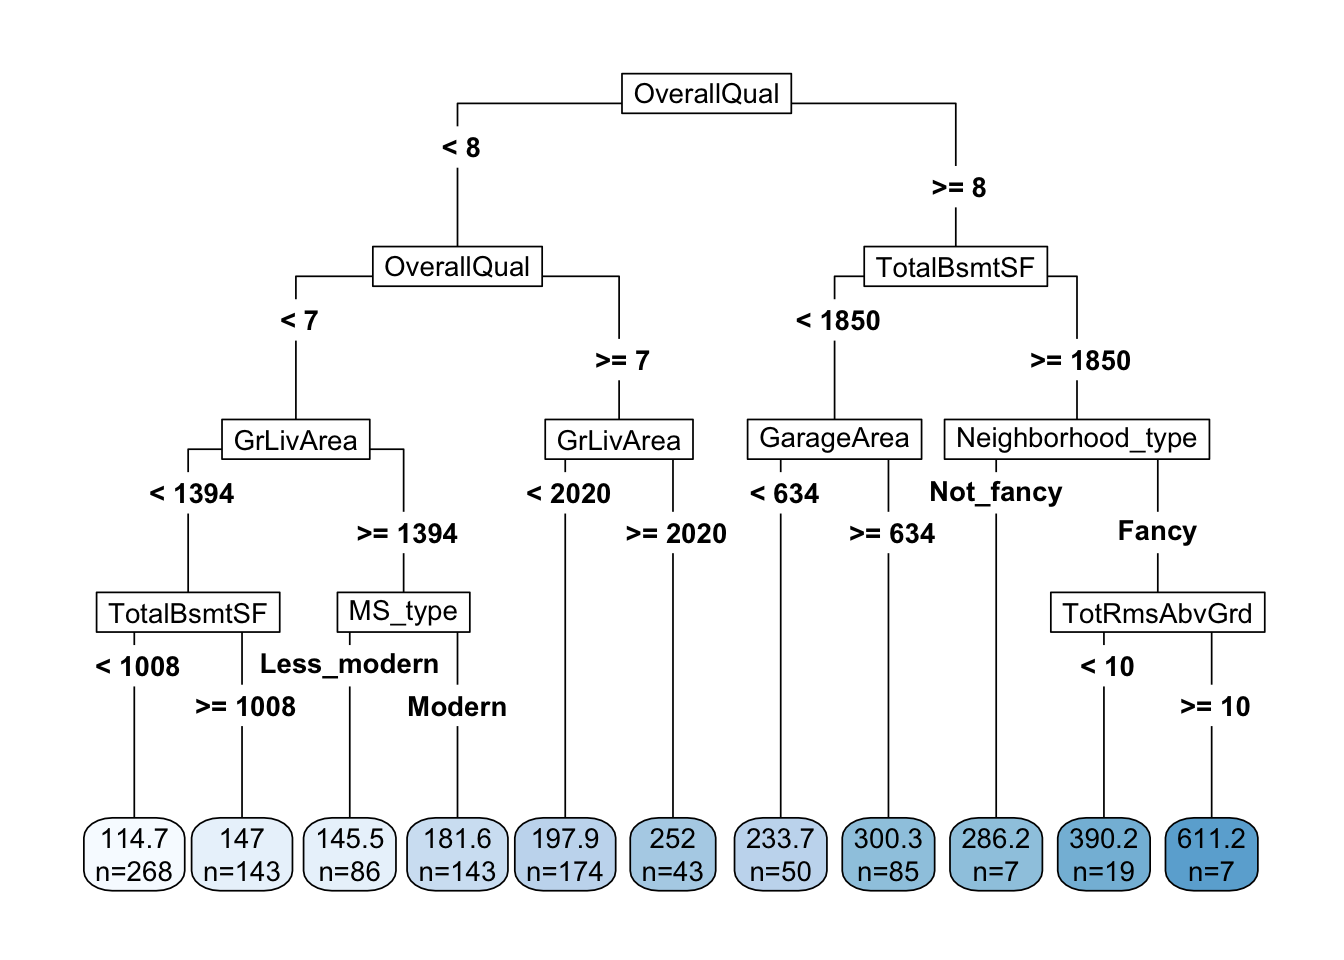 OverallQual
< 8
>= 8
OverallQual
TotalBsmtSF
< 7
>= 7
< 1850
>= 1850
GrLivArea
GrLivArea
GarageArea
Neighborhood_type
< 1394
>= 1394
< 2020
>= 2020
< 634
>= 634
Not_fancy
Fancy
TotalBsmtSF
MS_type
TotRmsAbvGrd
< 1008
>= 1008
Less_modern
Modern
< 10
>= 10
114.7
n=268
147
n=143
145.5
n=86
181.6
n=143
197.9
n=174
252
n=43
233.7
n=50
300.3
n=85
286.2
n=7
390.2
n=19
611.2
n=7